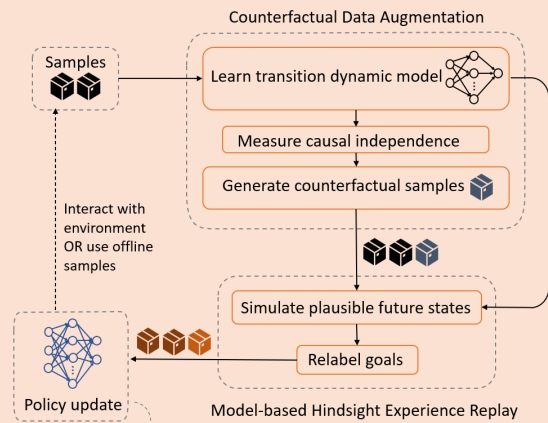 Counterfactual Data Augmentation
Samples
Learn transition dynamic model
Measure causal independence
Generate counterfactual samples
Interact with
environment
OR use offline
samples
Simulate plausible future states
Relabel goals
Policy update
Model-based Hindsight Experience Replay